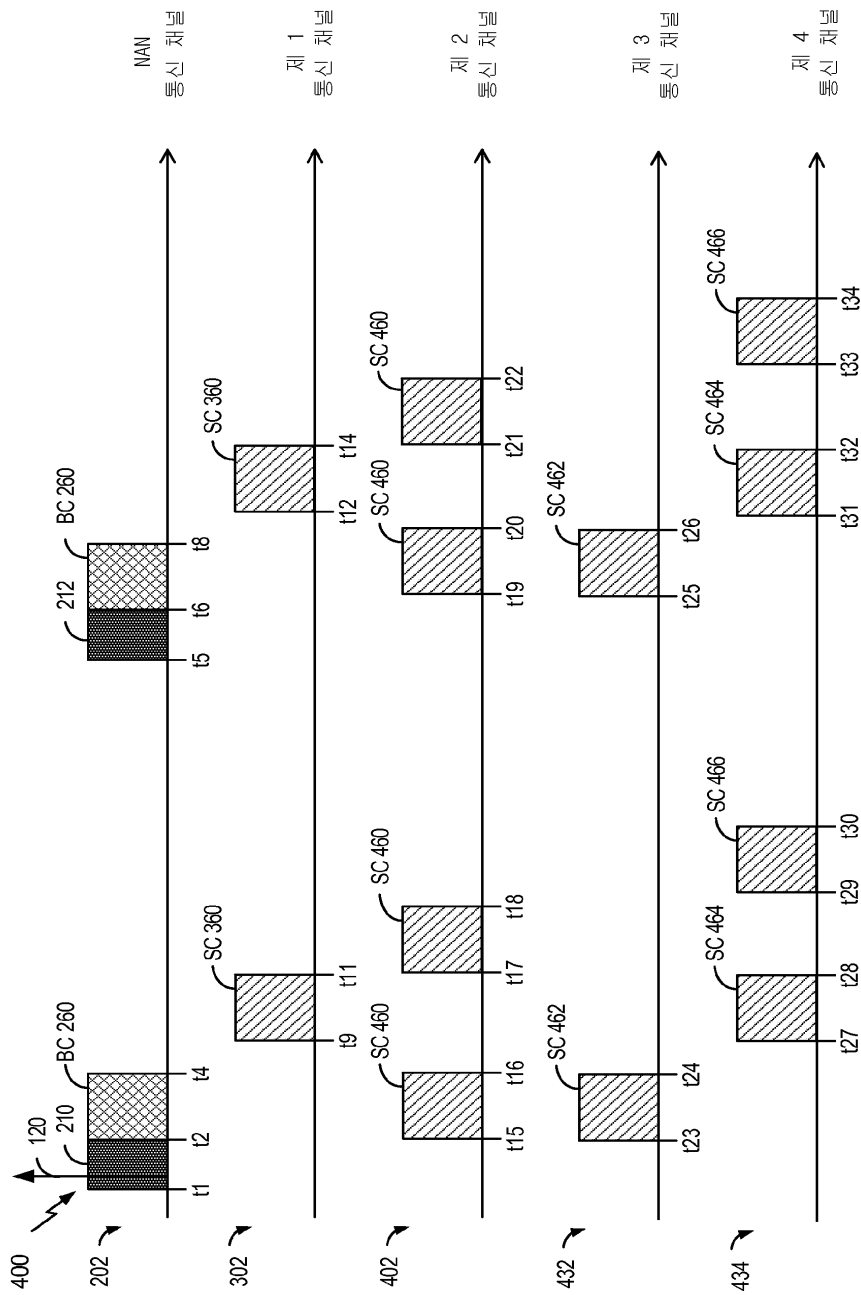 400
202
120
210
BC 260
212
BC 260
t1
t2
t4
t5
t6
t8
NAN
통신 채널
302
SC 360
SC 360
t9
t11
t12
t14
제 1
통신 채널
402
SC 460
SC 460
SC 460
SC 460
t15
t16
t17
t18
t19
t20
t21
t22
제 2
통신 채널
432
SC 462
SC 462
t23
t24
t25
t26
제 3
통신 채널
434
SC 464
SC 466
SC 464
SC 466
t27
t28
t29
t30
t31
t32
t33
t34
제 4
통신 채널